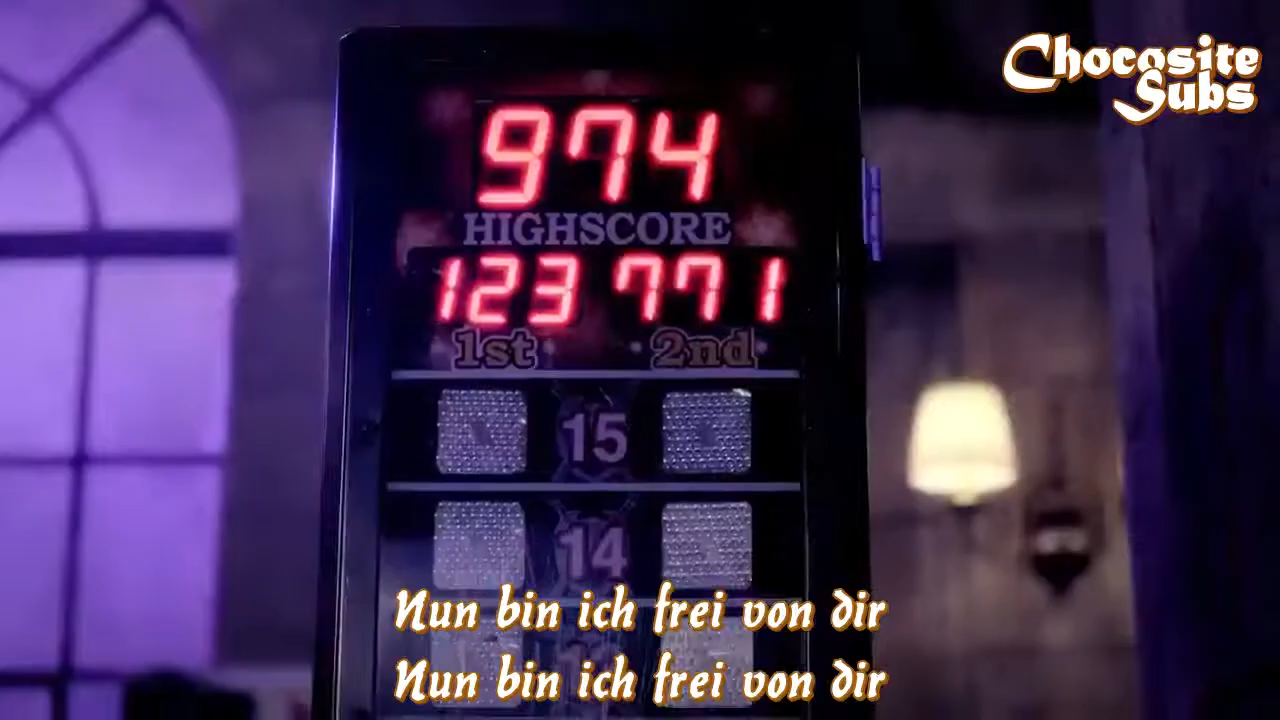 Chocosite
Subs
974
HIGHSCORE
123 771
1st 2nd
15
14
Nun bin ich frei von dir
Nun bin ich frei von dir